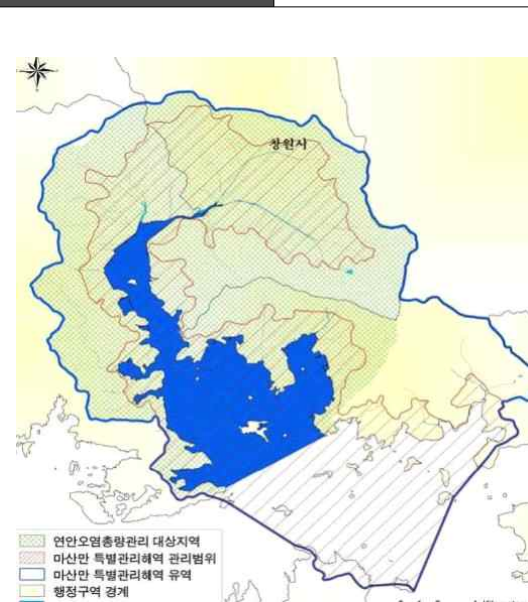 창원시
연안오염총량관리 대상지역
마산만 특별관리해역 관리범위
마산만 특별관리해역 유역
행정구역 경계